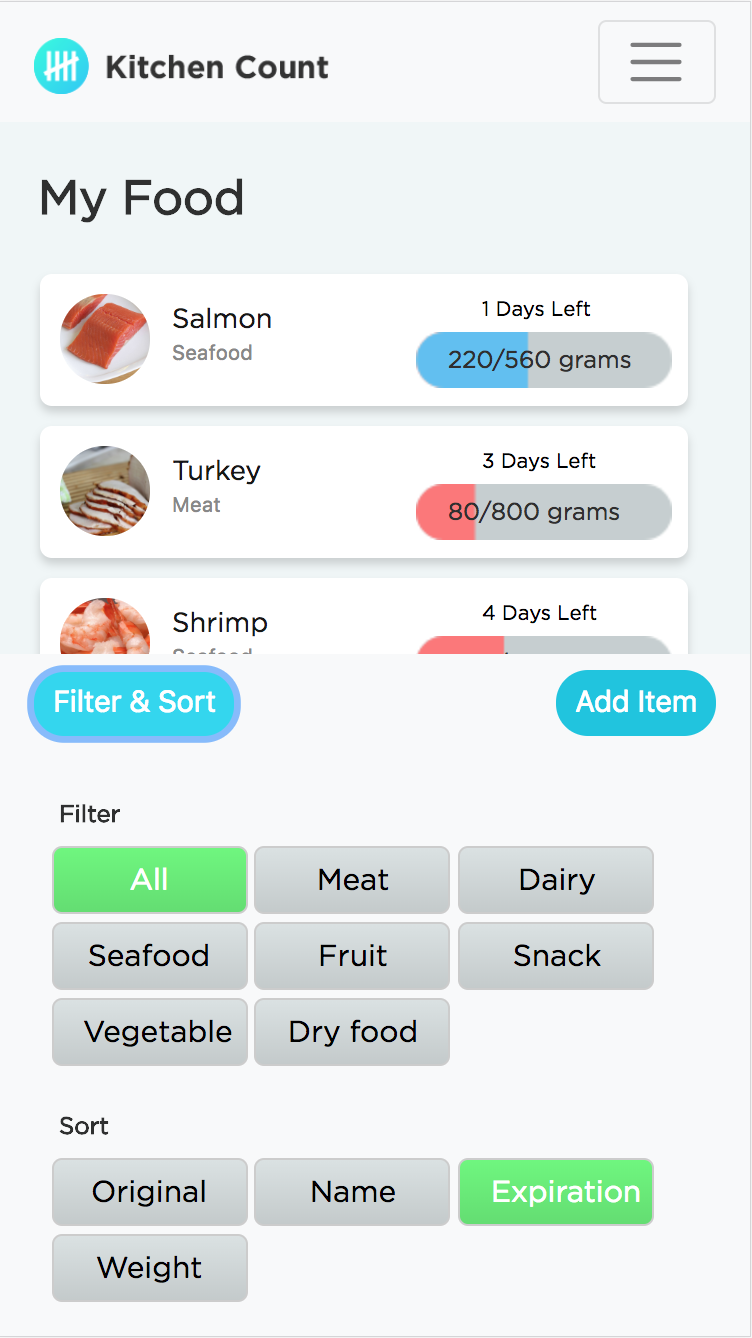 Kitchen Count
My Food
Salmon
Seafood
1 Days Left
220/560 grams
Turkey
Meat
3 Days Left
80/800 grams
Shrimp
4 Days Left
Filter & Sort
Add Item
Filter
All
Meat
Dairy
Seafood
Fruit
Snack
Vegetable
Dry food
Sort
Original
Name
Expiration
Weight